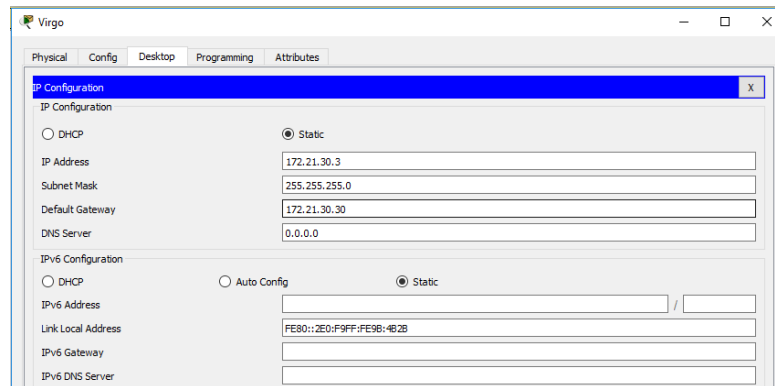 Virgo
Physical Config Desktop Programming Attributes
IP Configuration X
IP Configuration
DHCP Static
IP Address 172.21.30.3
Subnet Mask 255.255.255.0
Default Gateway 172.21.30.30
DNS Server 0.0.0.0
IPv6 Configuration
DHCP Auto Config Static
IPv6 Address /
Link Local Address FE80::2E0:F9FF:FE9B:4B2B
IPv6 Gateway
IPv6 DNS Server